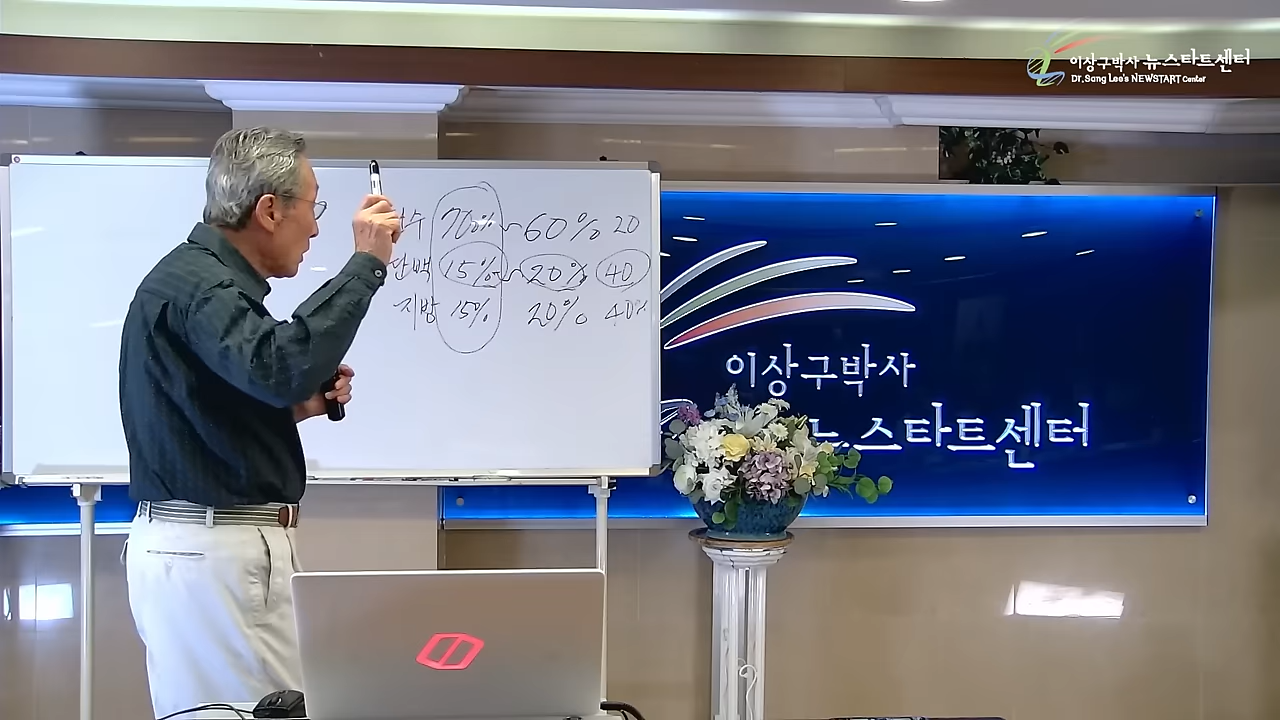 이상구박사 뉴스타트센터
Dr. Sang Lee's NEWSTART Center
수 70% ~ 60% 20
단백 15% ~ 20% 40
지방 15% 20% 40%
이상구박사
뉴스타트센터